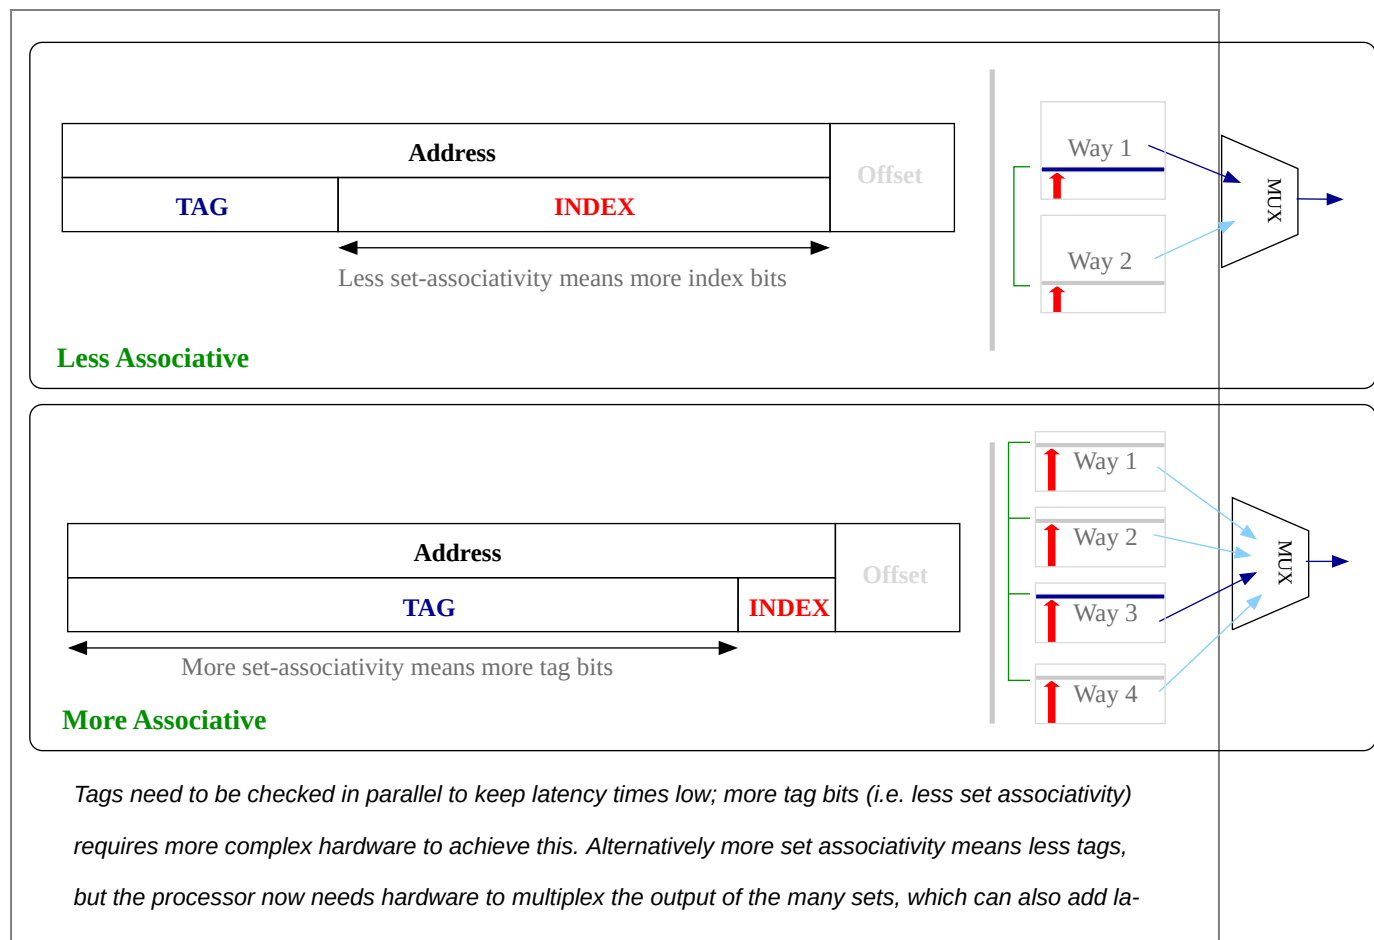 Address
Offset
TAG
INDEX
Less set-associativity means more index bits
Less Associative
Way 1
Way 2
MUX
Address
Offset
TAG
INDEX
More set-associativity means more tag bits
More Associative
Way 1
Way 2
Way 3
Way 4
MUX
Tags need to be checked in parallel to keep latency times low; more tag bits (i.e. less set associativity)
requires more complex hardware to achieve this. Alternatively more set associativity means less tags,
but the processor now needs hardware to multiplex the output of the many sets, which can also add la-